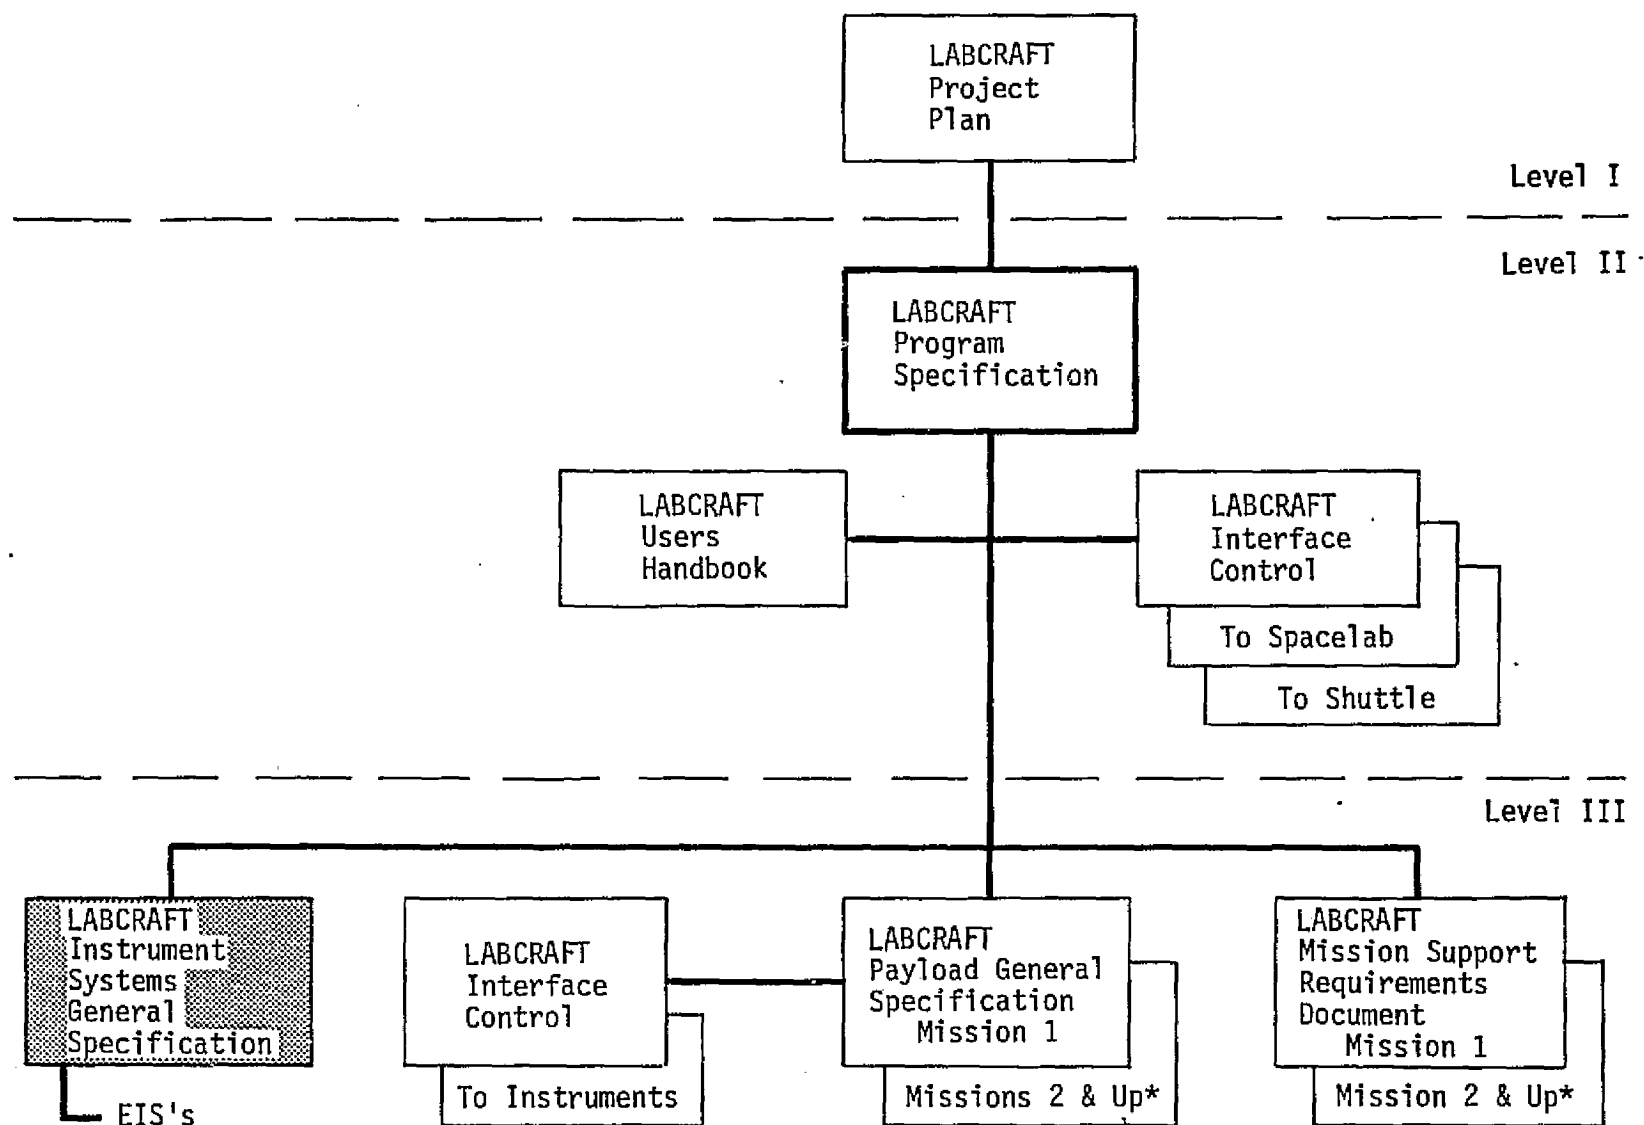 LABCRAFT
Project
Plan
Level I
Level II
LABCRAFT
Program
Specification
LABCRAFT
Users
Handbook
LABCRAFT
Interface
Control
To Spacelab
To Shuttle
Level III
LABCRAFT
Instrument
Systems
General
Specification
EIS's
LABCRAFT
Interface
Control
To Instruments
LABCRAFT
Payload General
Specification
Mission 1
Missions 2 & Up*
LABCRAFT
Mission Support
Requirements
Document
Mission 1
Mission 2 & Up*